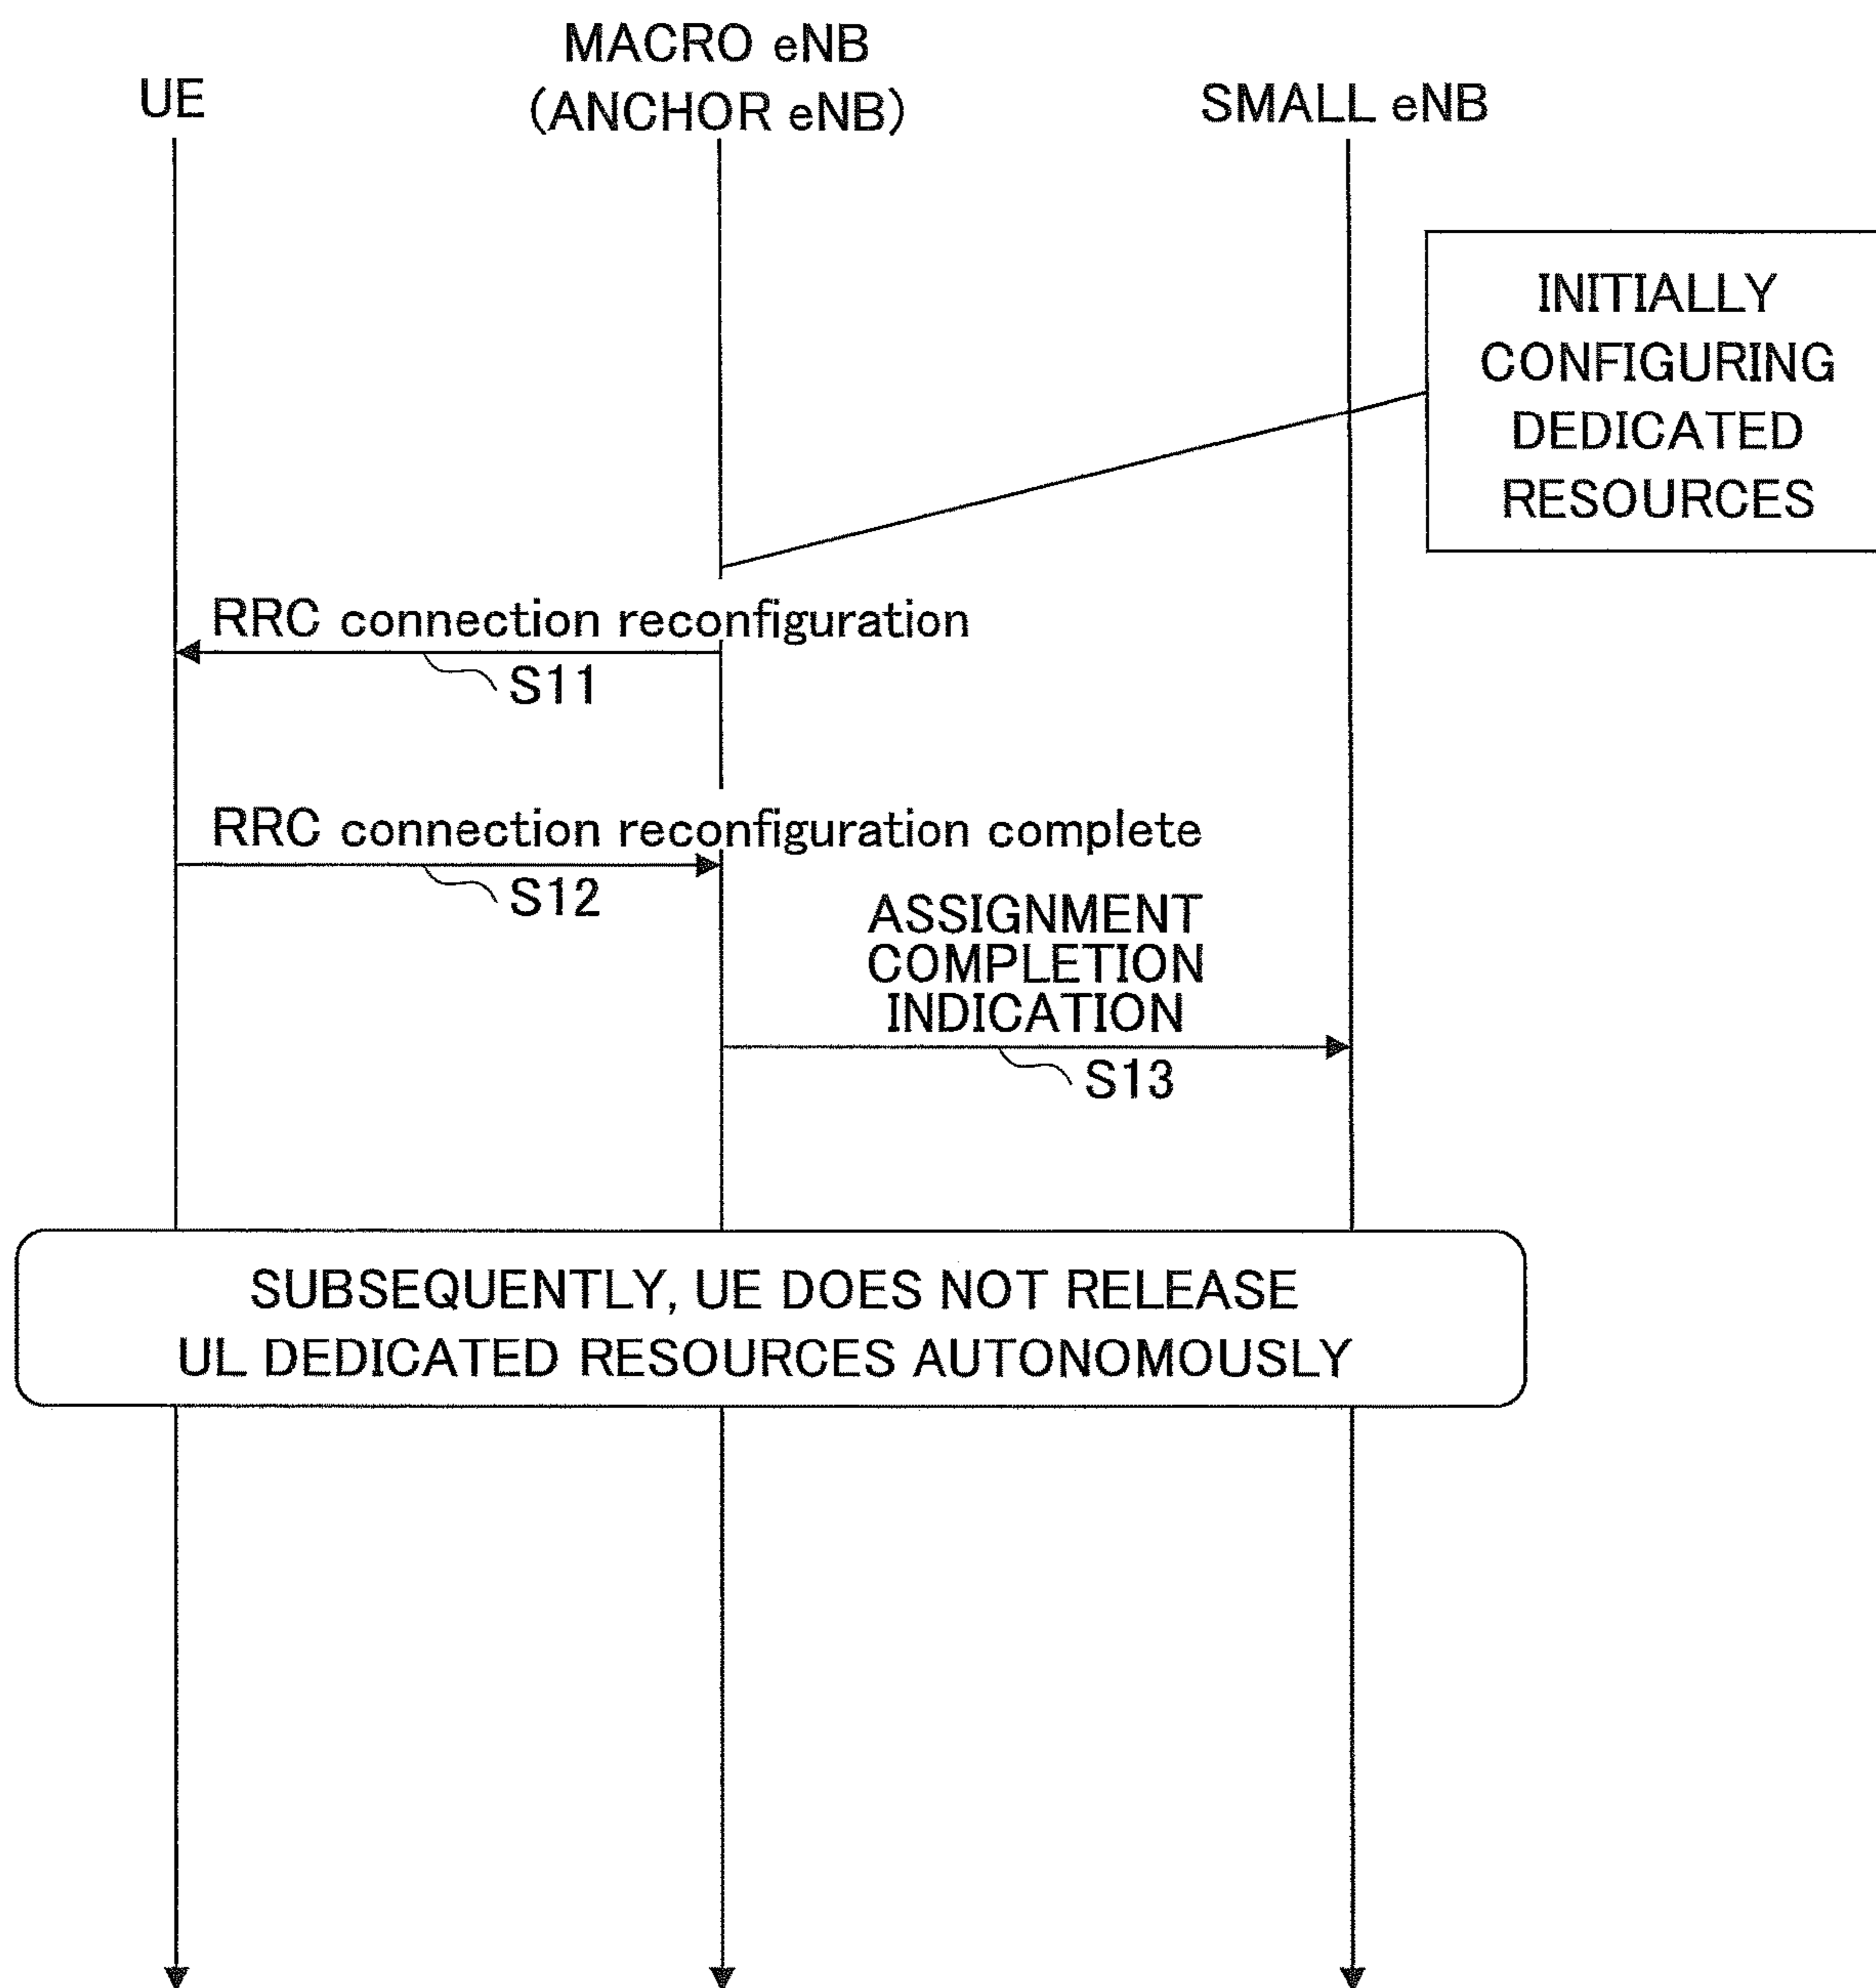 UE
MACRO eNB
(ANCHOR eNB)
SMALL eNB
INITIALLY
CONFIGURING
DEDICATED
RESOURCES
RRC connection reconfiguration
S11
RRC connection reconfiguration complete
S12
ASSIGNMENT
COMPLETION
INDICATION
S13
SUBSEQUENTLY, UE DOES NOT RELEASE
UL DEDICATED RESOURCES AUTONOMOUSLY